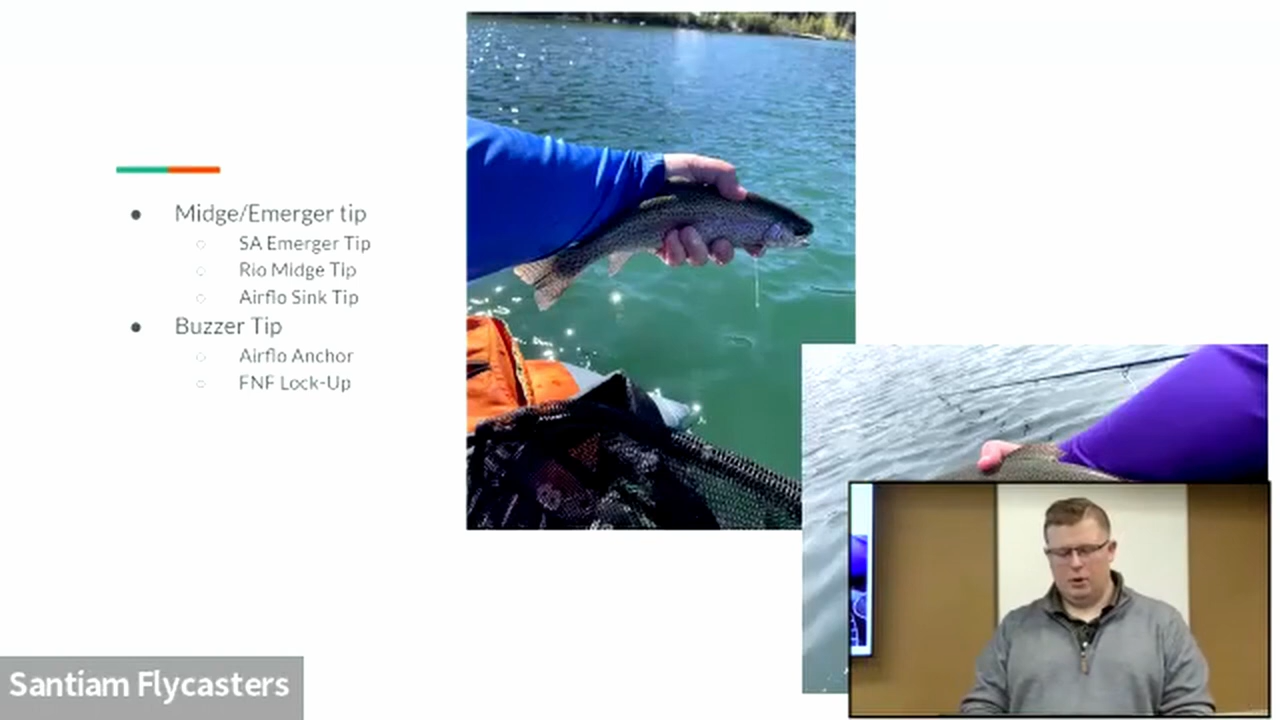 Midge/Emerger tip
SA Emerger Tip
Rio Midge Tip
Airflo Sink Tip
Buzzer Tip
Airflo Anchor
FNF Lock-Up
Santiam Flycasters